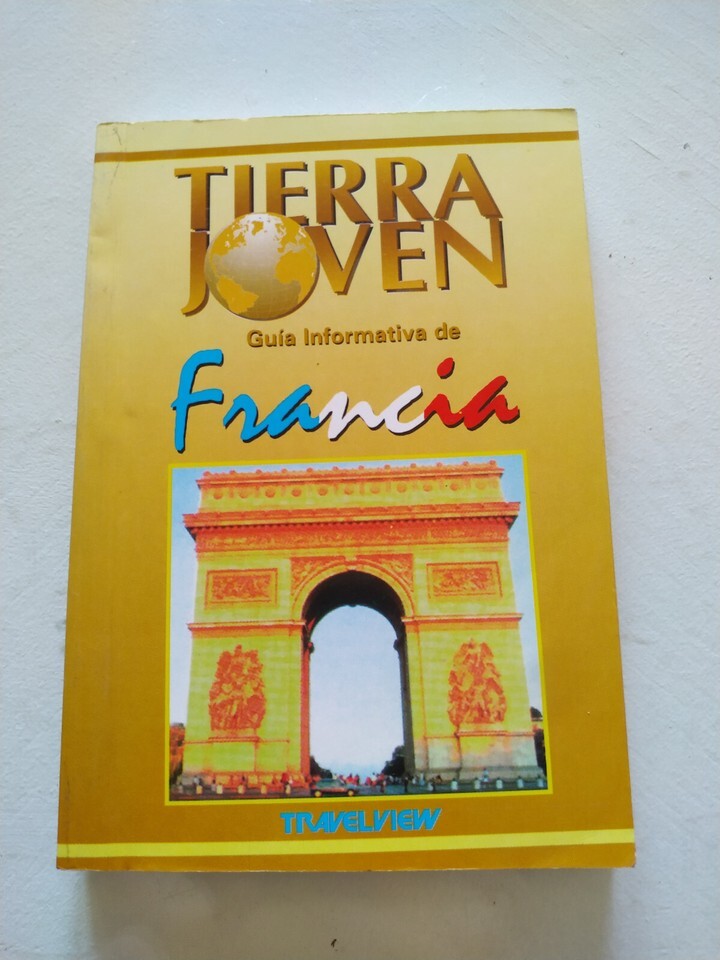 TIERRA
JOVEN
Guía Informativa de
Francia
TRAVELVIEW